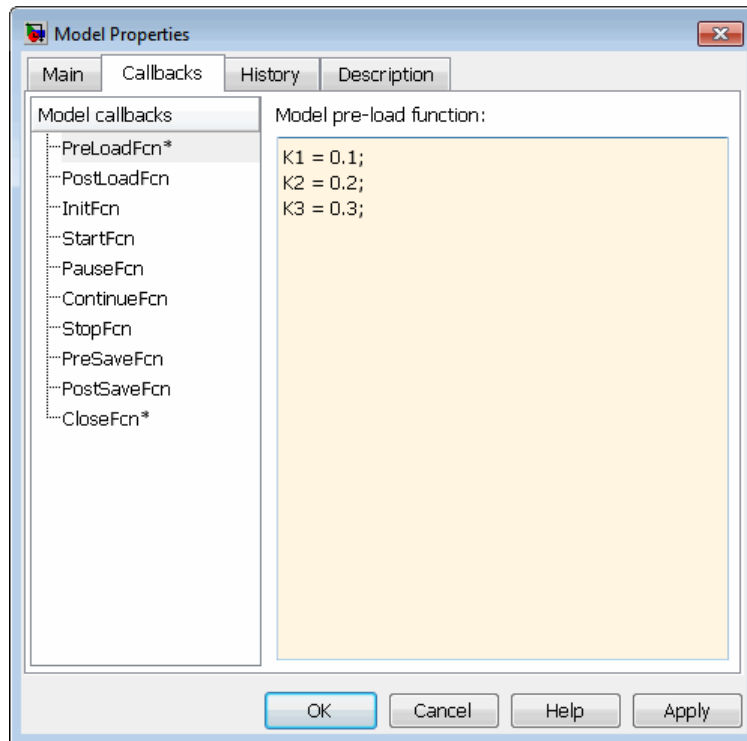 Model Properties
Main Callbacks History Description
Model callbacks
PreLoadFcn*
PostLoadFcn
InitFcn
StartFcn
PauseFcn
ContinueFcn
StopFcn
PreSaveFcn
PostSaveFcn
CloseFcn*
Model pre-load function:
K1 = 0.1;
K2 = 0.2;
K3 = 0.3;
OK Cancel Help Apply